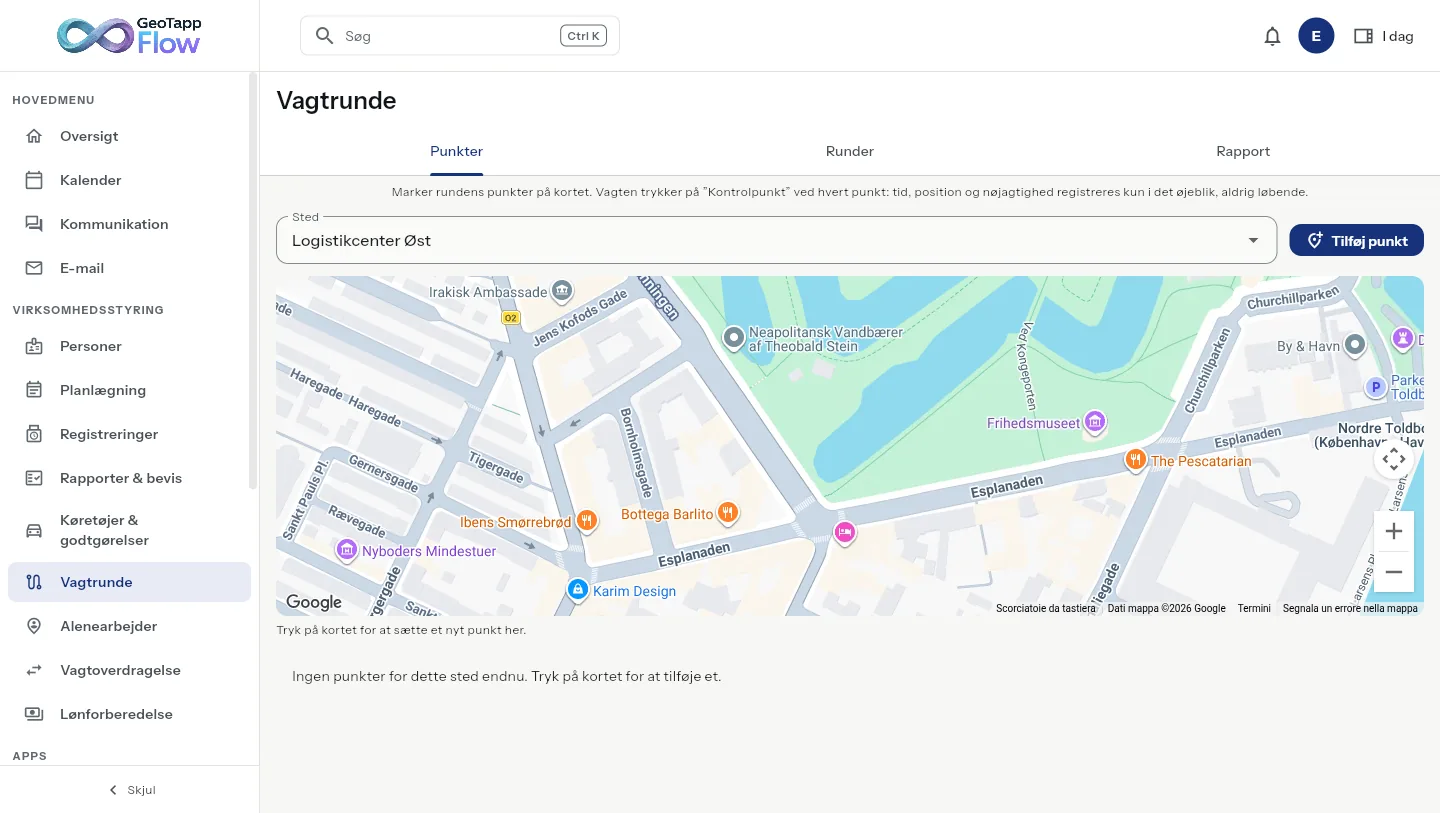 GeoTapp
Flow
Søg
Ctrl K
E
I dag
HOVEDMENU
Oversigt
Kalender
Kommunikation
E-mail
VIRKSOMHEDSSTYRING
Personer
Planlægning
Registreringer
Rapporter & bevis
Køretøjer &
godtgørelser
Vagtrunde
Alenearbejder
Vagtoverdragelse
Lønforberedelse
APPS
Skjul
Vagtrunde
Punkter
Runder
Rapport
Marker rundens punkter på kortet. Vagten trykker på ”Kontrolpunkt” ved hvert punkt: tid, position og nøjagtighed registreres kun i det øjeblik, aldrig løbende.
Sted
Logistikcenter Øst
Tilføj punkt
Irakisk Ambassade
O2
Jens Kofods Gade
Neapolitansk Vandbærer
af Theobald Stein
Ved Kongeporten
Churchillparken
Churchillparken
By & Havn
P
Haregade
Haregade
Bornholmsgade
Frihedsmuseet
Esplanaden
Gernersgade
Tigergade
Sankt Pauls Pl.
The Pescatarian
Esplanaden
Rævegade
Ibens Smørrebrød
Bottega Barlito
Nyboders Mindestuer
Esplanaden
Karim Design
Google
Scorciatoie da tastiera
Dati mappa ©2026 Google
Termini
Segnala un errore nella mappa
Tryk på kortet for at sætte et nyt punkt her.
Ingen punkter for dette sted endnu. Tryk på kortet for at tilføje et.